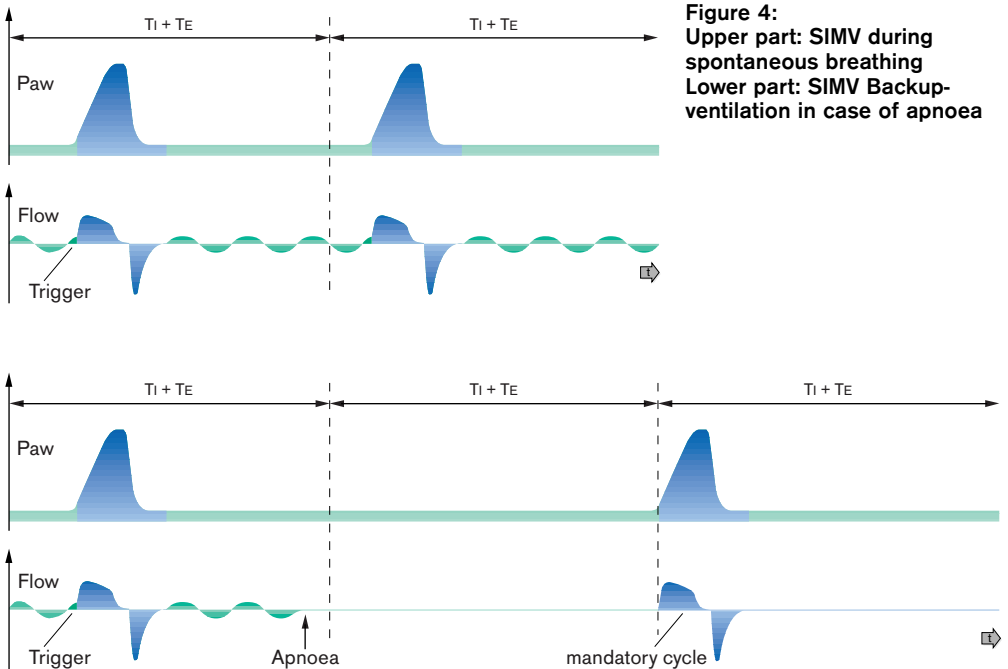 Figure 4:
Upper part: SIMV during
spontaneous breathing
Lower part: SIMV Backup-
ventilation in case of apnoea
TI + TE
TI + TE
Paw
Flow
Trigger
t
TI + TE
TI + TE
TI + TE
Paw
Flow
Trigger
Apnoea
mandatory cycle
t